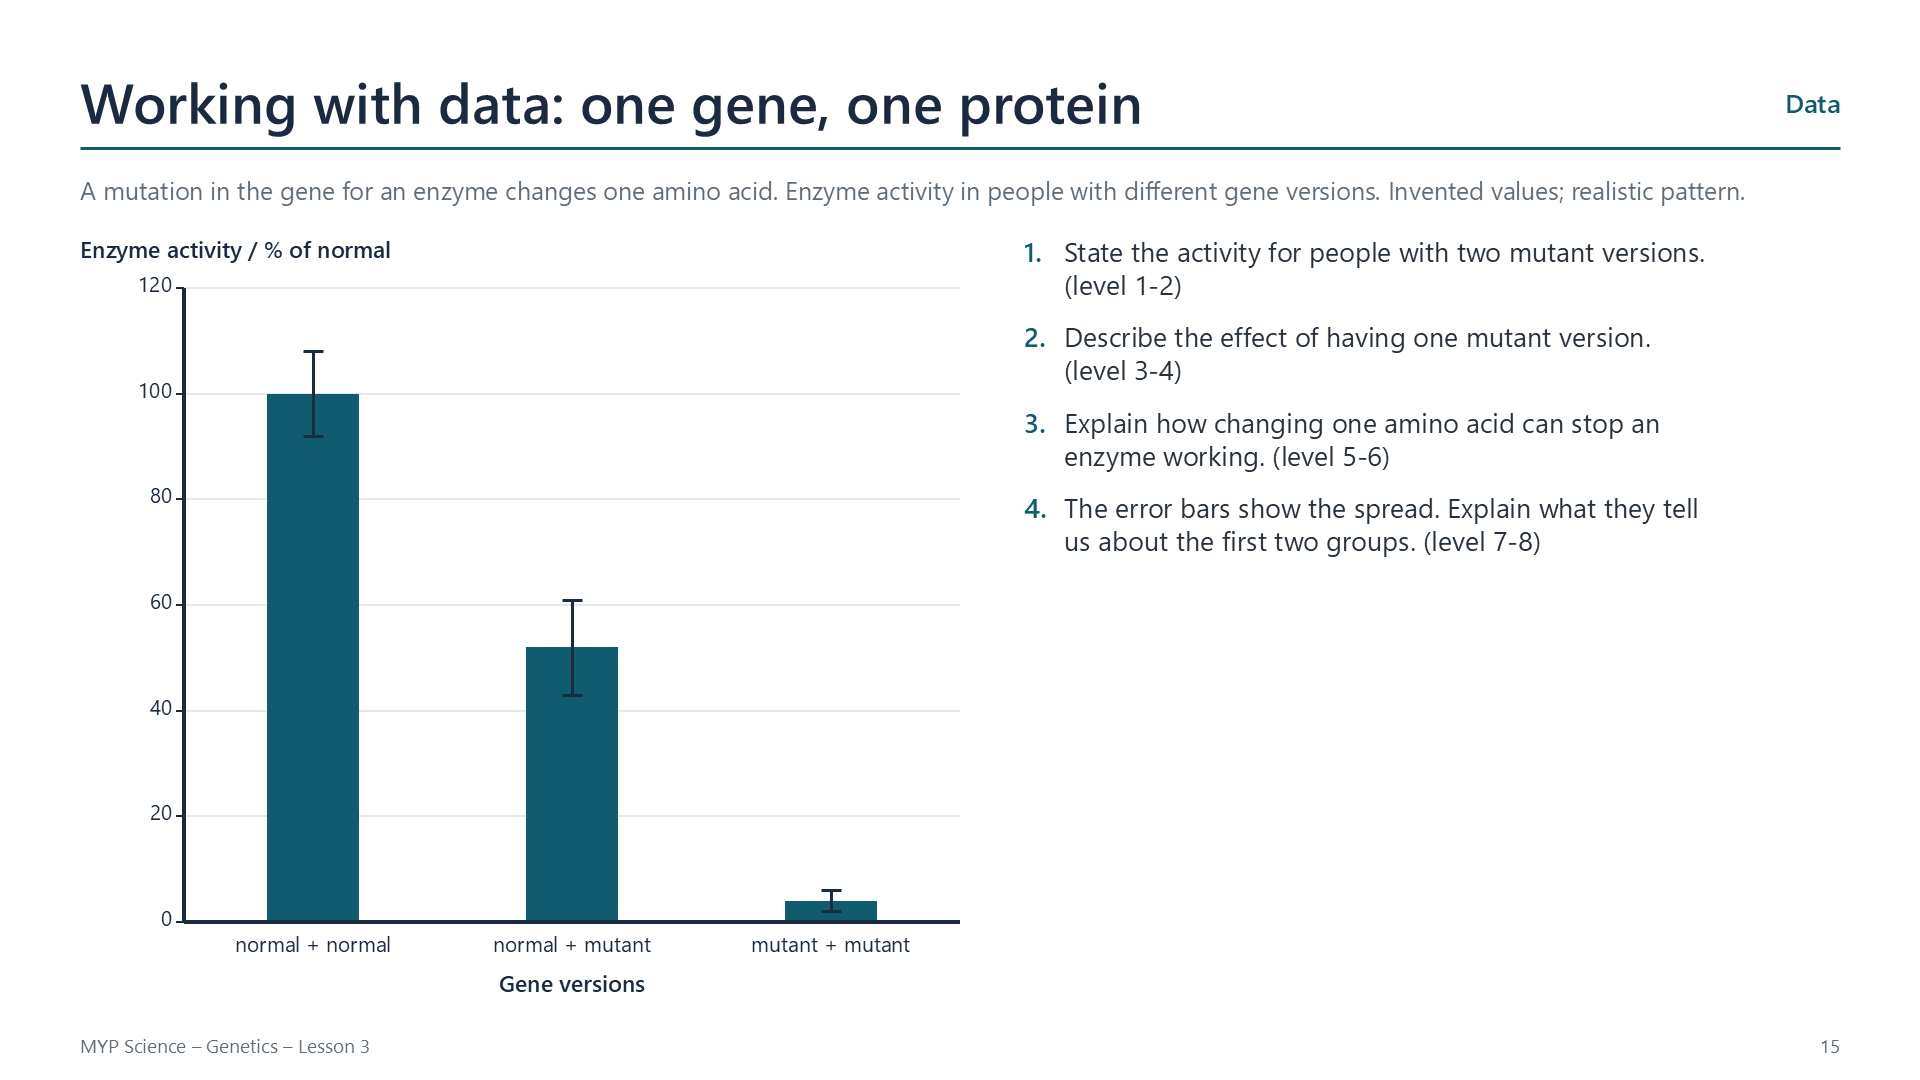 Working with data: one gene, one protein
Data
A mutation in the gene for an enzyme changes one amino acid. Enzyme activity in people with different gene versions. Invented values; realistic pattern.
Enzyme activity / % of normal
120
100
80
60
40
20
0
normal + normal
normal + mutant
mutant + mutant
Gene versions
1. State the activity for people with two mutant versions.
(level 1-2)
2. Describe the effect of having one mutant version.
(level 3-4)
3. Explain how changing one amino acid can stop an
enzyme working. (level 5-6)
4. The error bars show the spread. Explain what they tell
us about the first two groups. (level 7-8)
MYP Science – Genetics – Lesson 3
15